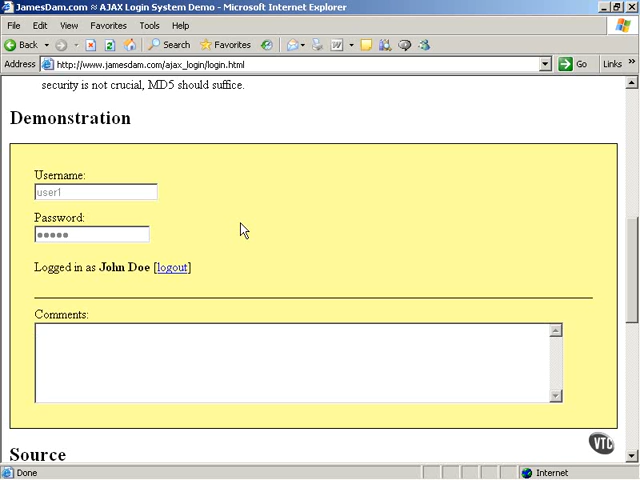 JamesDam.com ≈ AJAX Login System Demo - Microsoft Internet Explorer
File Edit View Favorites Tools Help
Back Search Favorites
Address http://www.jamesdam.com/ajax_login/login.html Go Links »
security is not crucial, MD5 should suffice.
Demonstration
Username:
user1
Password:
●●●●●
Logged in as John Doe [logout]
Comments:
VTC
Source
Done Internet